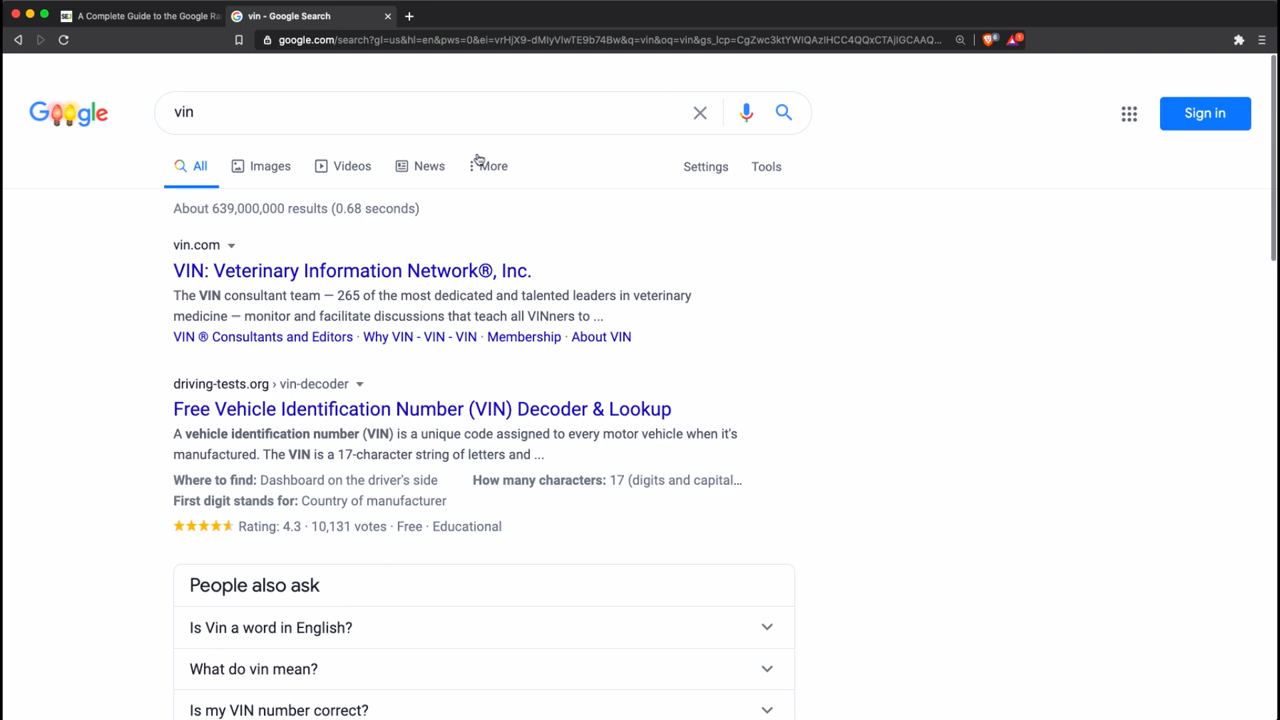 A Complete Guide to the Google Ra
vin - Google Search
google.com/search?gl=us&hl=en&pws=0&ei=vrHjX9-dMIyVlwTE9b74Bw&q=vin&oq=vin&gs_lcp=CgZwc3ktYWIQAzIHCC4QQxCTAjIGCAAQ...
Google
vin
Sign in
All
Images
Videos
News
More
Settings
Tools
About 639,000,000 results (0.68 seconds)
vin.com
VIN: Veterinary Information Network®, Inc.
The VIN consultant team — 265 of the most dedicated and talented leaders in veterinary
medicine — monitor and facilitate discussions that teach all VINners to ...
VIN ® Consultants and Editors · Why VIN - VIN - VIN · Membership · About VIN
driving-tests.org › vin-decoder
Free Vehicle Identification Number (VIN) Decoder & Lookup
A vehicle identification number (VIN) is a unique code assigned to every motor vehicle when it's
manufactured. The VIN is a 17-character string of letters and ...
Where to find: Dashboard on the driver's side How many characters: 17 (digits and capital...
First digit stands for: Country of manufacturer
Rating: 4.3 · 10,131 votes · Free · Educational
People also ask
Is Vin a word in English?
What do vin mean?
Is my VIN number correct?